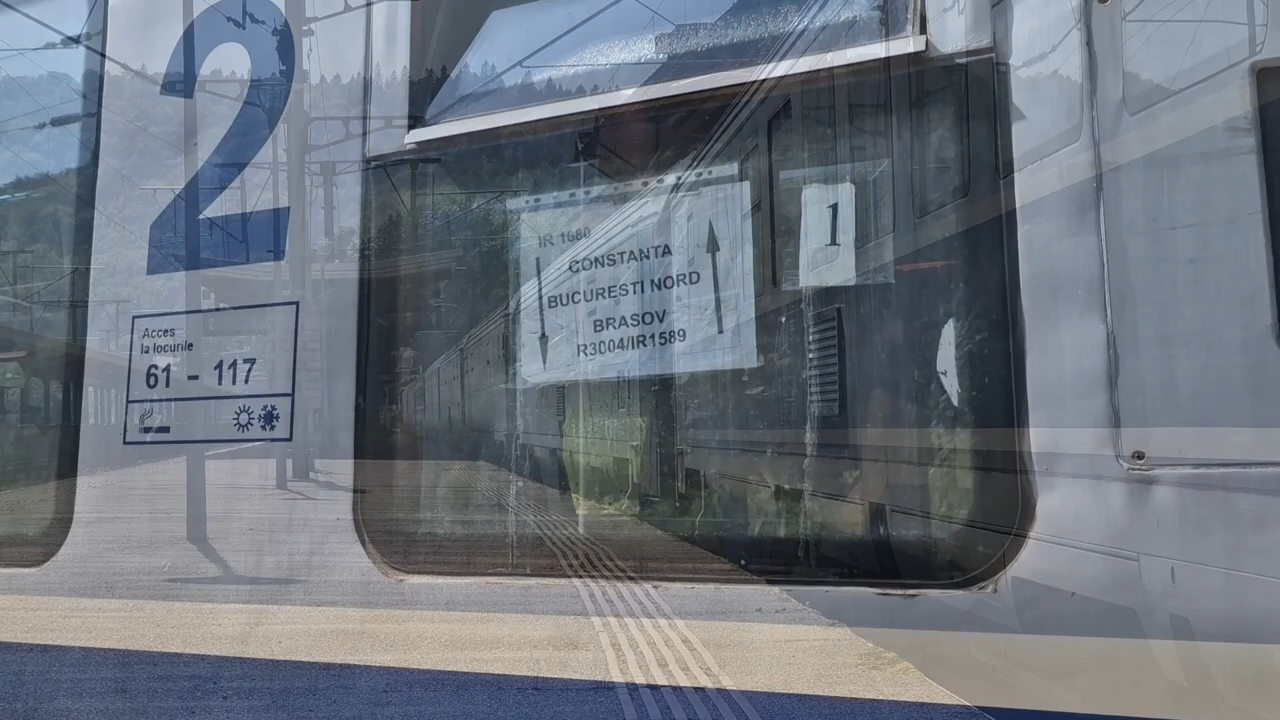 2
Acces
la locurile
61 - 117
IR 1680
CONSTANTA
BUCURESTI NORD
BRASOV
R3004/IR1589
1